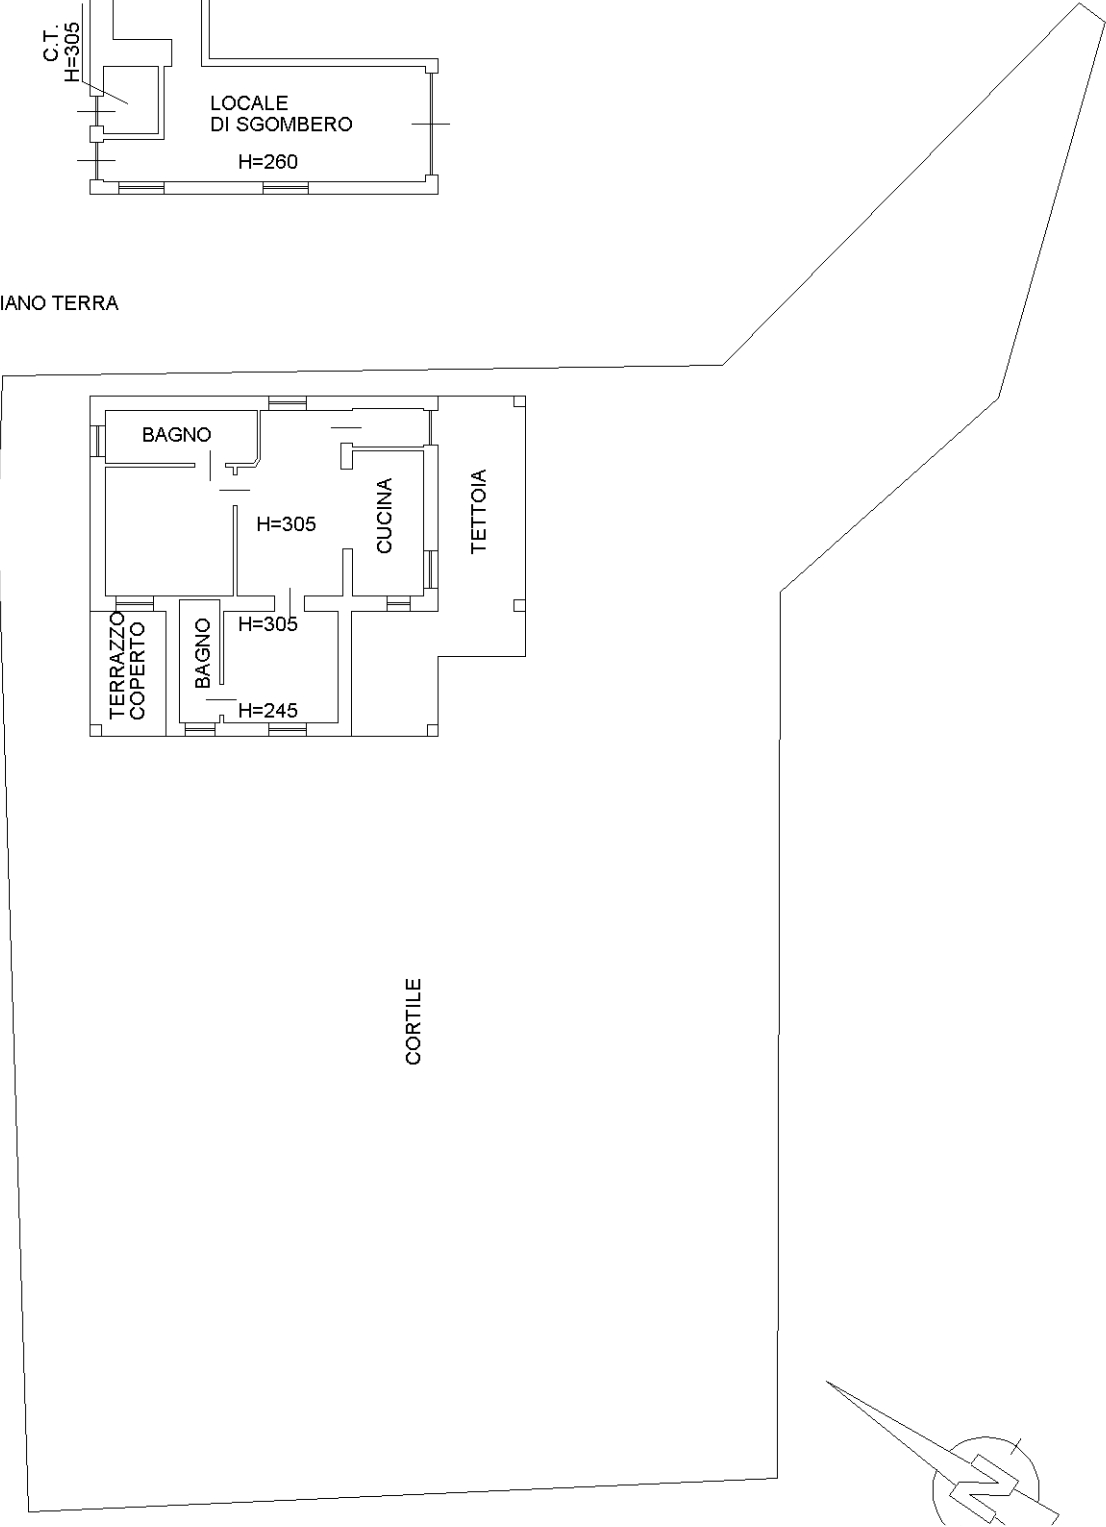 C.T.
H=305
LOCALE
DI SGOMBERO
H=260
IANO TERRA
BAGNO
H=305
CUCINA
TETTOIA
TERRAZZO
COPERTO
BAGNO
H=305
H=245
CORTILE
N